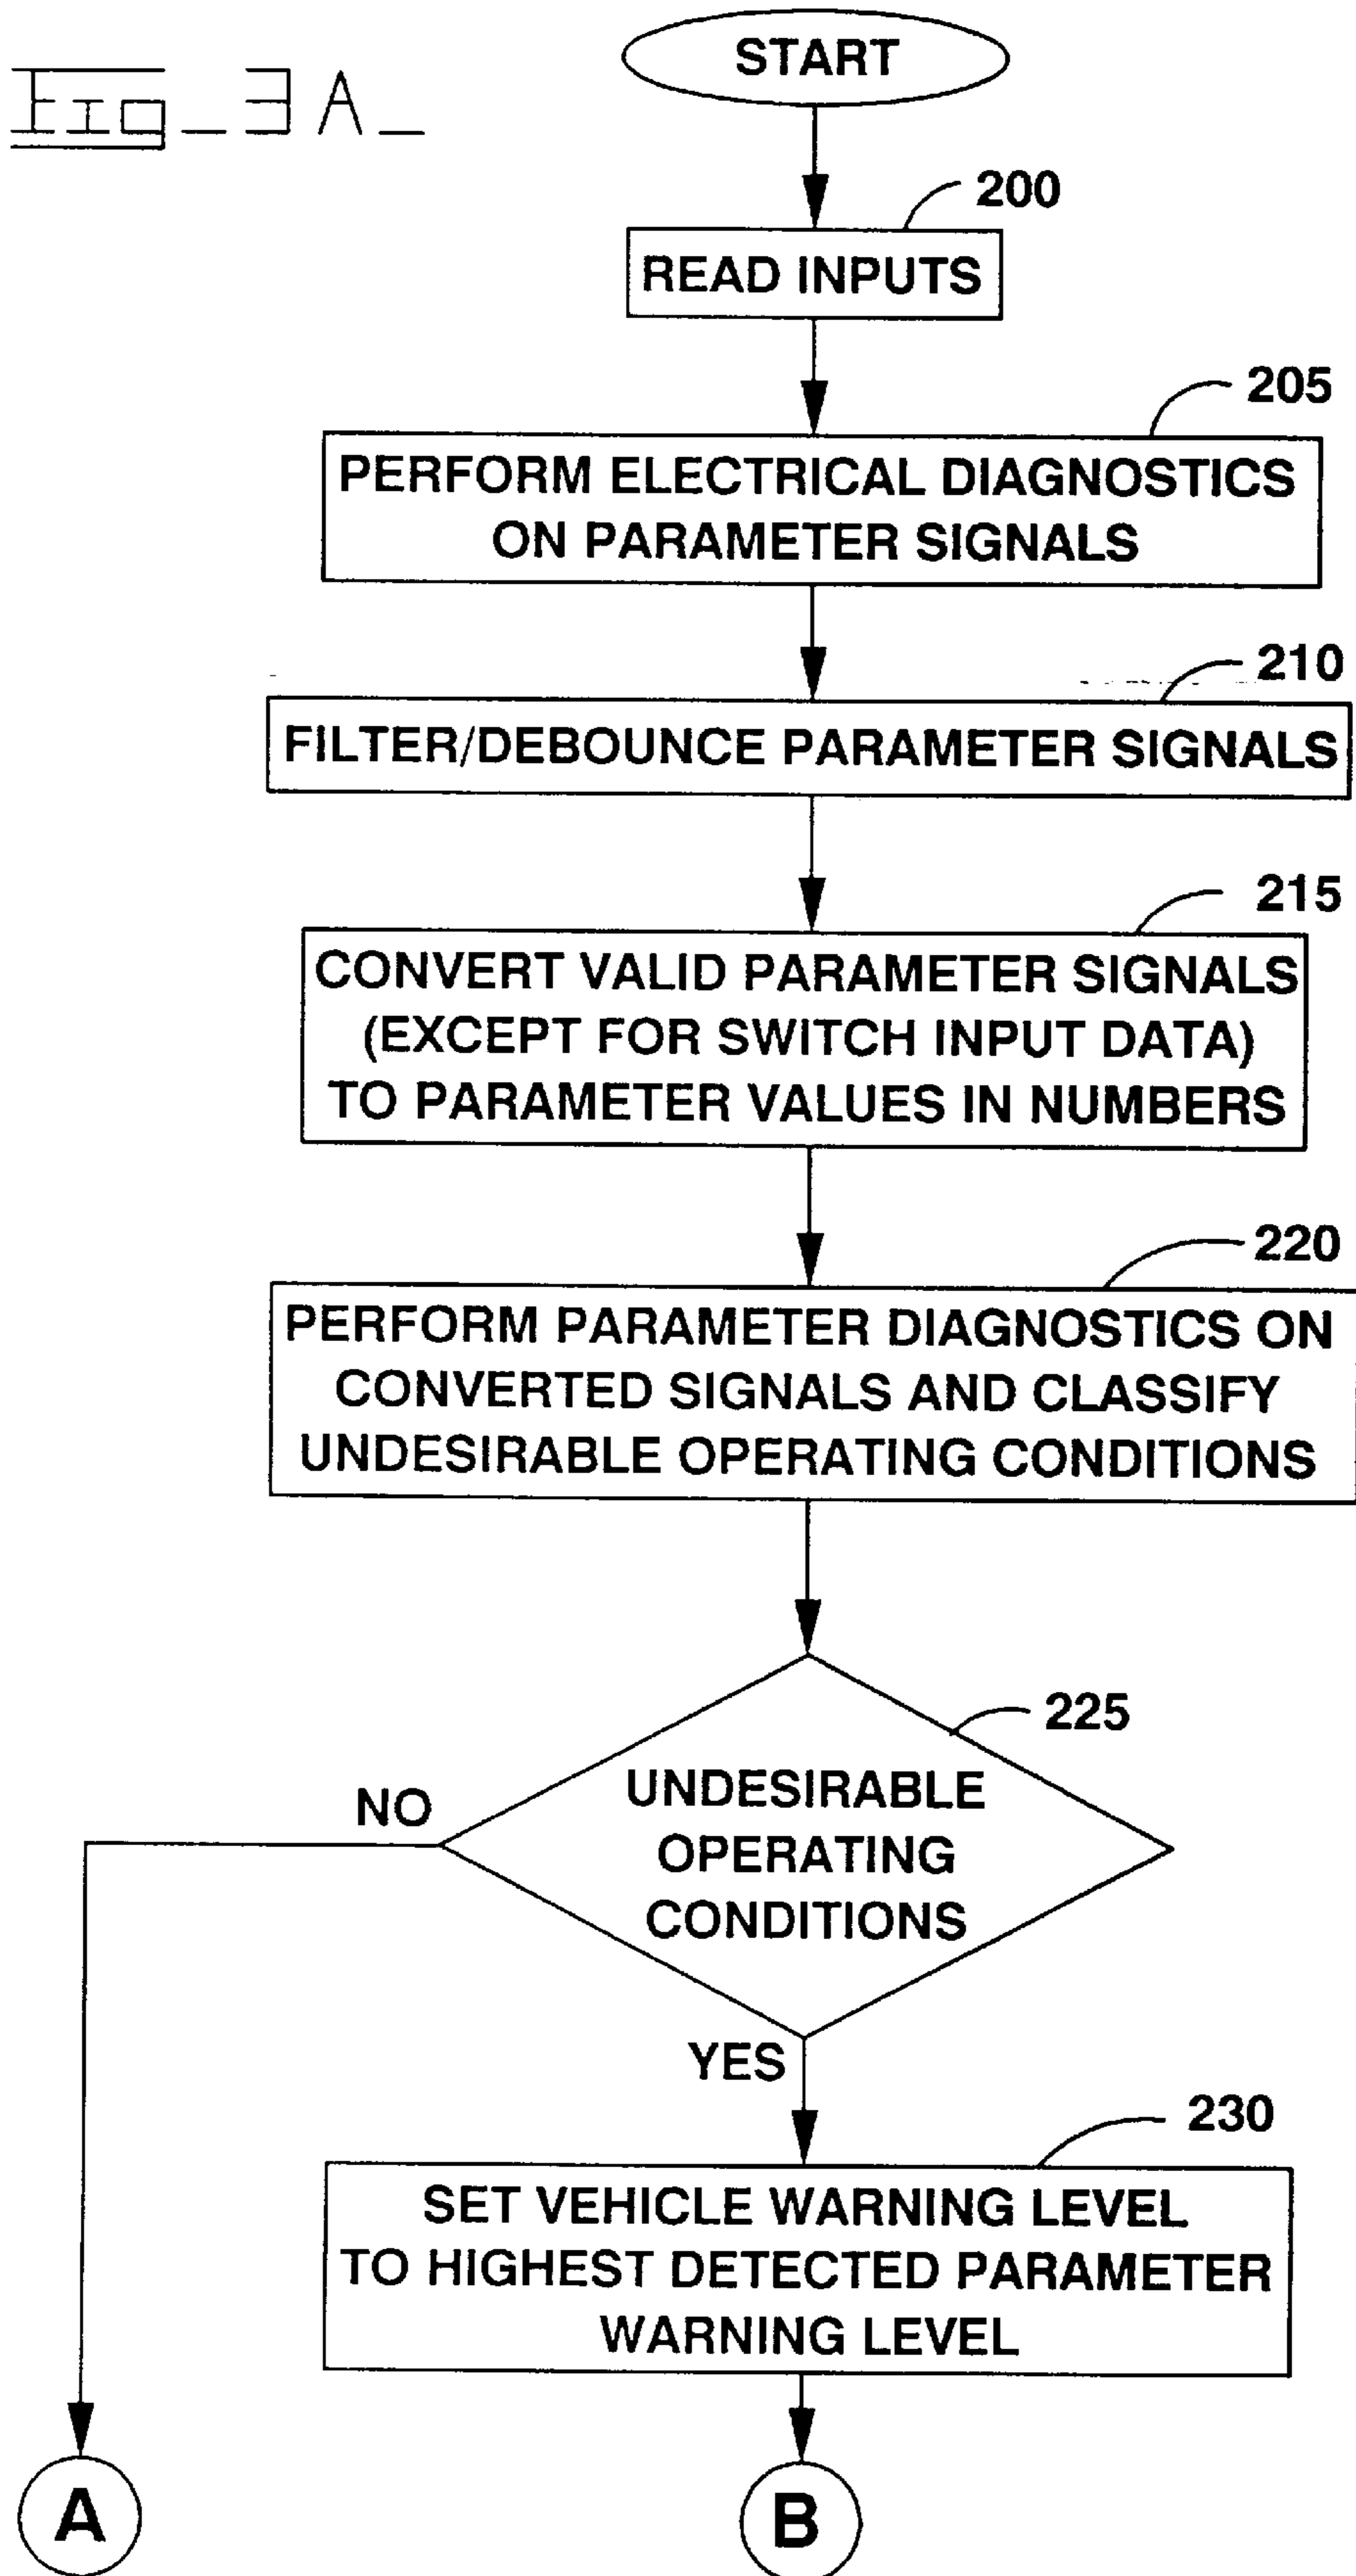 Fig_3A_
START
200
READ INPUTS
205
PERFORM ELECTRICAL DIAGNOSTICS
ON PARAMETER SIGNALS
210
FILTER/DEBOUNCE PARAMETER SIGNALS
215
CONVERT VALID PARAMETER SIGNALS
(EXCEPT FOR SWITCH INPUT DATA)
TO PARAMETER VALUES IN NUMBERS
220
PERFORM PARAMETER DIAGNOSTICS ON
CONVERTED SIGNALS AND CLASSIFY
UNDESIRABLE OPERATING CONDITIONS
225
NO
UNDESIRABLE
OPERATING
CONDITIONS
YES
230
SET VEHICLE WARNING LEVEL
TO HIGHEST DETECTED PARAMETER
WARNING LEVEL
A
B